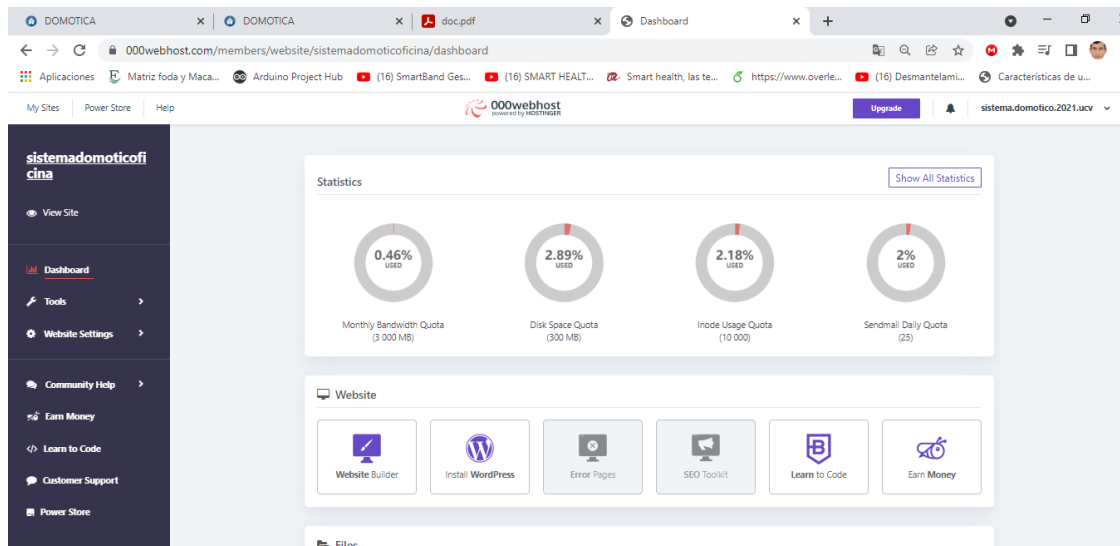 DOMOTICA
DOMOTICA
doc.pdf
Dashboard
000webhost.com/members/website/sistemadomoticoficina/dashboard
Aplicaciones
Matriz foda y Maca...
Arduino Project Hub
(16) SmartBand Ges...
(16) SMART HEALT...
Smart health, las te...
https://www.overle...
(16) Desmantelami...
Características de u...
My Sites
Power Store
Help
000webhost
powered by HOSTINGER
Upgrade
sistema.domotico.2021.ucv
sistemadomoticofi
cina
View Site
Dashboard
Tools
Website Settings
Community Help
Earn Money
Learn to Code
Customer Support
Power Store
Statistics
Show All Statistics
0.46%
USED
Monthly Bandwidth Quota
(3 000 MB)
2.89%
USED
Disk Space Quota
(300 MB)
2.18%
USED
Inode Usage Quota
(10 000)
2%
USED
Sendmail Daily Quota
(25)
Website
Website Builder
Install WordPress
Error Pages
SEO Toolkit
Learn to Code
Earn Money
Files